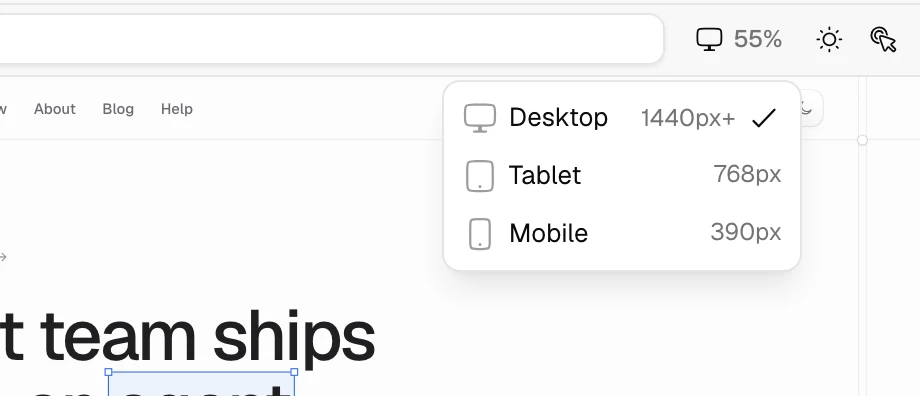 55%
About Blog Help
Desktop 1440px+
Tablet 768px
Mobile 390px
t team ships